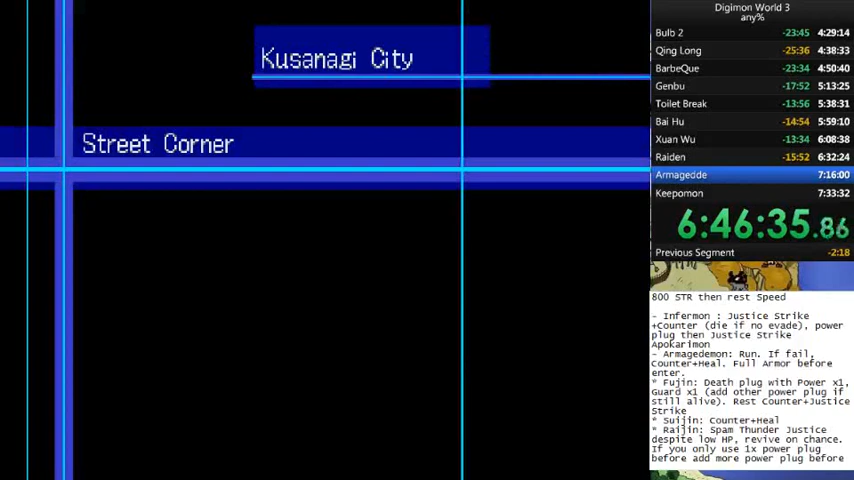 Kusanagi City
Street Corner
Digimon World 3
any%
Bulb 2 -23:45 4:29:14
Qing Long -25:36 4:38:33
BarbeQue -23:34 4:50:40
Genbu -17:52 5:13:25
Toilet Break -13:56 5:38:31
Bai Hu -14:54 5:59:10
Xuan Wu -13:34 6:08:38
Raiden -15:52 6:32:24
Armagedde 7:16:00
Keepomon 7:33:32
6:46:35.86
Previous Segment -2:18
800 STR then rest Speed
- Infermon : Justice Strike
+Counter (die if no evade), power
plug then Justice Strike
Apokarimon
- Armagedemon: Run. If fail,
Counter+Heal. Full Armor before
enter.
* Fujin: Death plug with Power x1,
Guard x1 (add other power plug if
still alive). Rest Counter+Justice
Strike
* Suijin: Counter+Heal
* Raijin: Spam Thunder Justice
despite low HP, revive on chance.
If you only use 1x power plug
before add more power plug before